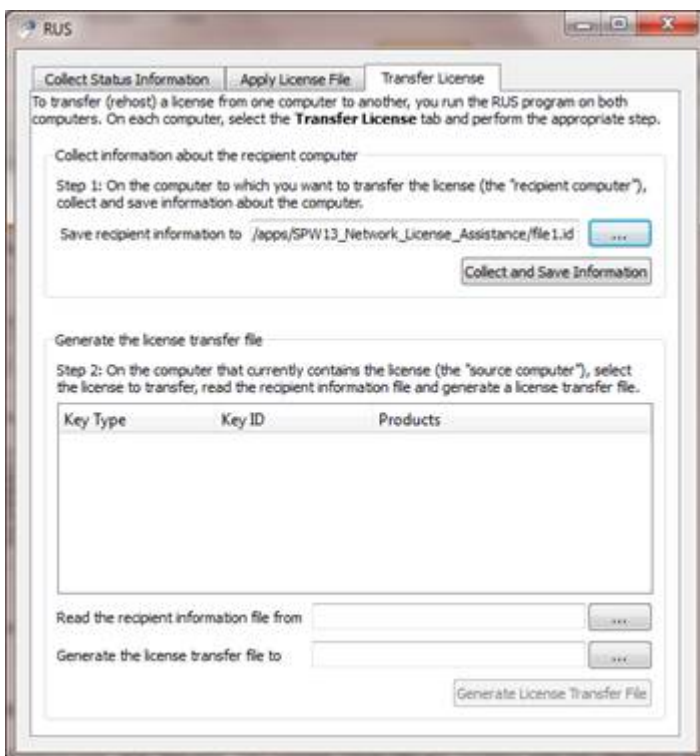 RUS
Collect Status Information
Apply License File
Transfer License
To transfer (rehost) a license from one computer to another, you run the RUS program on both
computers. On each computer, select the Transfer License tab and perform the appropriate step.
Collect information about the recipient computer
Step 1: On the computer to which you want to transfer the license (the "recipient computer"),
collect and save information about the computer.
Save recipient information to /apps/SPW13_Network_License_Assistance/file1.id ...
Collect and Save Information
Generate the license transfer file
Step 2: On the computer that currently contains the license (the "source computer"), select
the license to transfer, read the recipient information file and generate a license transfer file.
Key Type Key ID Products
Read the recipient information file from ...
Generate the license transfer file to ...
Generate License Transfer File